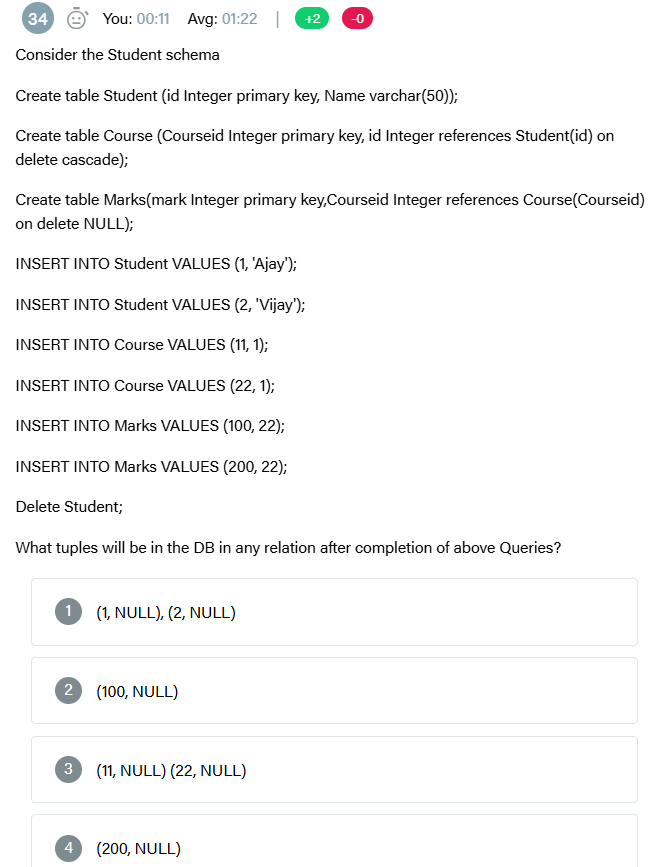 34 You: 00:11 Avg: 01:22 | +2 -0
Consider the Student schema
Create table Student (id Integer primary key, Name varchar(50));
Create table Course (Courseid Integer primary key, id Integer references Student(id) on
delete cascade);
Create table Marks(mark Integer primary key,Courseid Integer references Course(Courseid)
on delete NULL);
INSERT INTO Student VALUES (1, 'Ajay');
INSERT INTO Student VALUES (2, 'Vijay');
INSERT INTO Course VALUES (11, 1);
INSERT INTO Course VALUES (22, 1);
INSERT INTO Marks VALUES (100, 22);
INSERT INTO Marks VALUES (200, 22);
Delete Student;
What tuples will be in the DB in any relation after completion of above Queries?
1 (1, NULL), (2, NULL)
2 (100, NULL)
3 (11, NULL) (22, NULL)
4 (200, NULL)